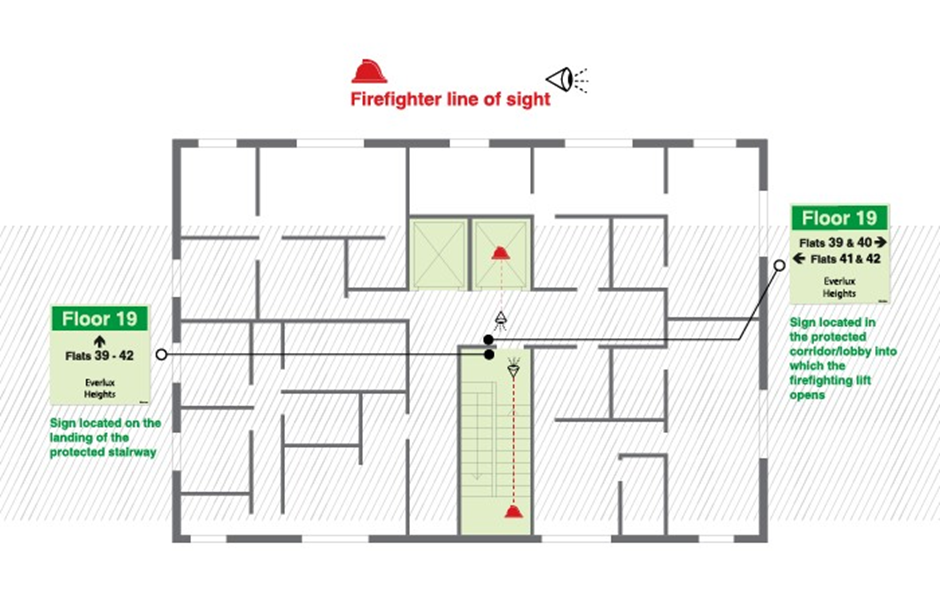 Firefighter line of sight
Floor 19
Flats 39 & 40 →
← Flats 41 & 42
Everlux
Heights
Sign located in
the protected
corridor/lobby into
which the
firefighting lift
opens
Floor 19
↑
Flats 39 - 42
Everlux
Heights
Sign located on the
landing of the
protected stairway